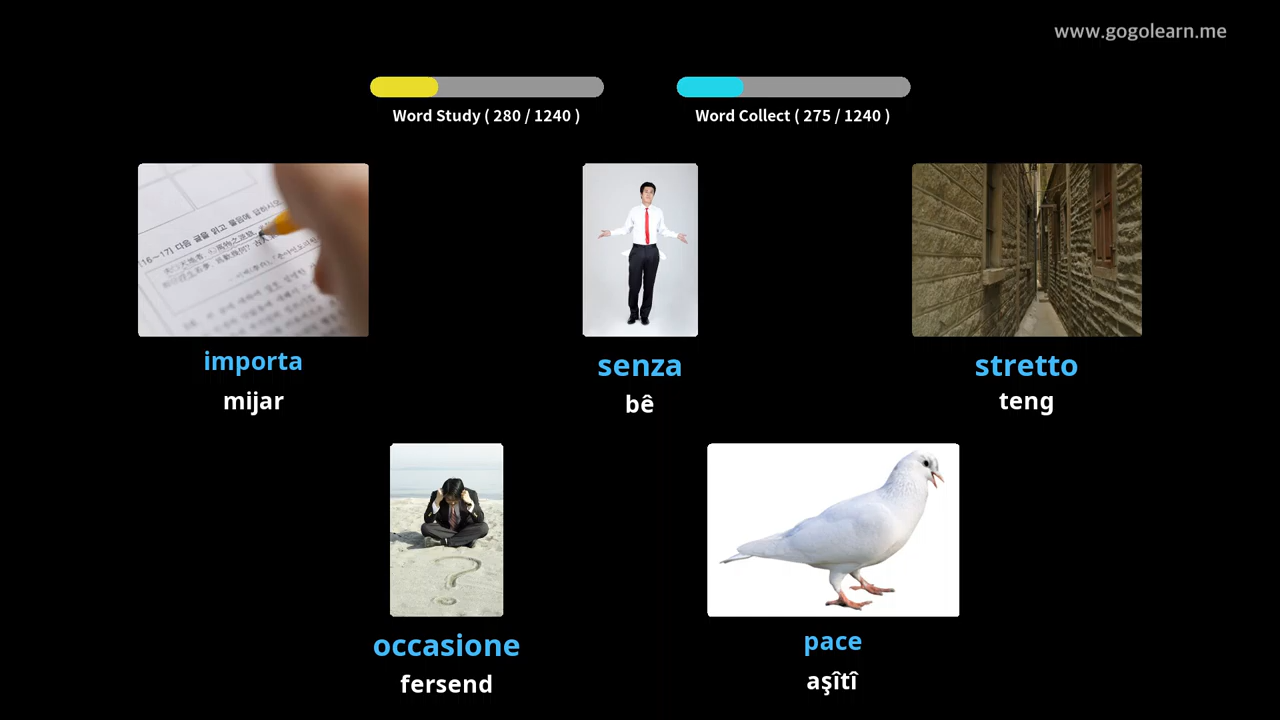 www.gogolearn.me
Word Study ( 280 / 1240 )
Word Collect ( 275 / 1240 )
importa
mijar
senza
bê
stretto
teng
occasione
fersend
pace
aşîtî